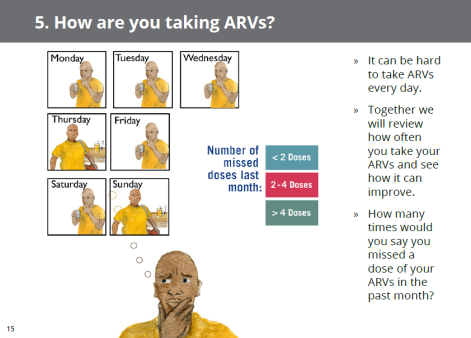 5. How are you taking ARVs?
Monday
Tuesday
Wednesday
Thursday
Friday
Saturday
Sunday
Number of
missed
doses last
month:
< 2 Doses
2-4 Doses
> 4 Doses
» It can be hard
to take ARVs
every day.
» Together we
will review
how often
you take your
ARVs and see
how it can
improve.
» How many
times would
you say you
missed a
dose of your
ARVs in the
past month?
15